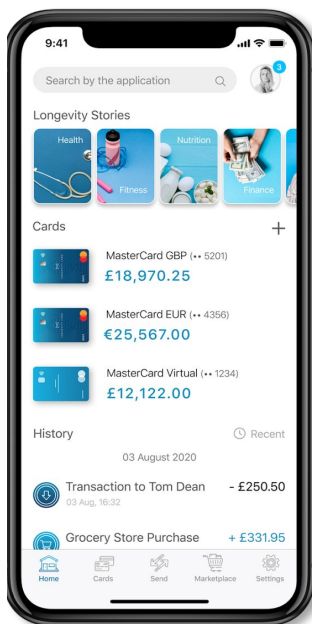 9:41
3
Search by the application
Longevity Stories
Health
Fitness
Nutrition
Finance
Cards
MasterCard GBP (•• 5201)
£18,970.25
MasterCard EUR (•• 4356)
€25,567.00
MasterCard Virtual (•• 1234)
£12,122.00
History
Recent
03 August 2020
Transaction to Tom Dean - £250.50
03 Aug, 16:32
Grocery Store Purchase + £331.95
Home Cards Send Marketplace Settings